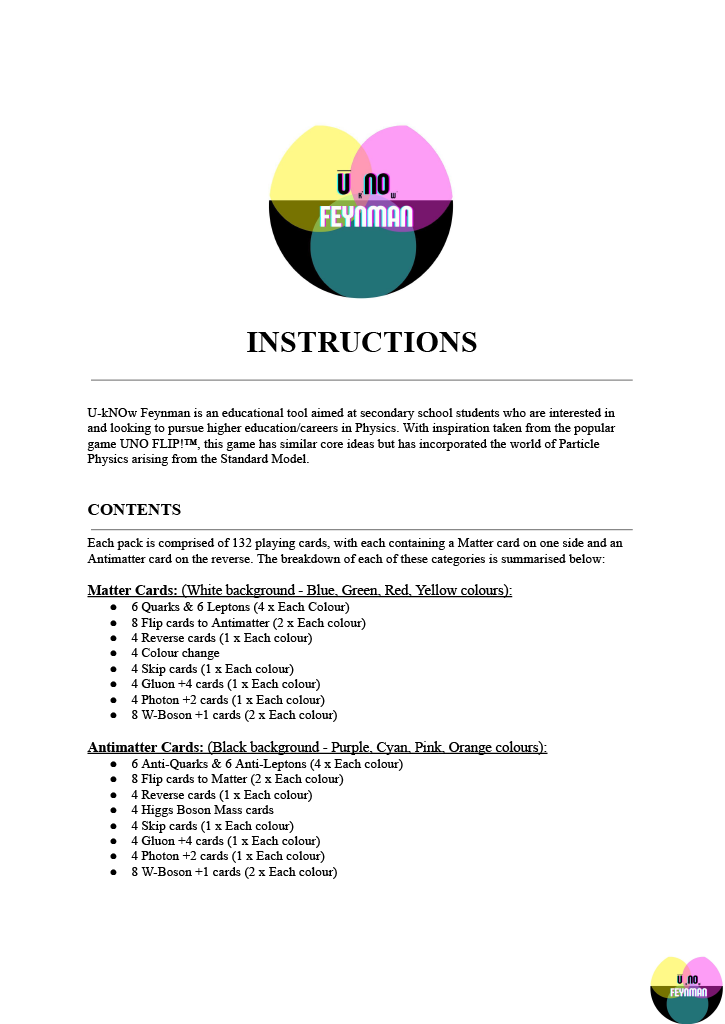 U NO
K W
FEYNMAN
INSTRUCTIONS
U-kNOw Feynman is an educational tool aimed at secondary school students who are interested in
and looking to pursue higher education/careers in Physics. With inspiration taken from the popular
game UNO FLIP!™, this game has similar core ideas but has incorporated the world of Particle
Physics arising from the Standard Model.
CONTENTS
Each pack is comprised of 132 playing cards, with each containing a Matter card on one side and an
Antimatter card on the reverse. The breakdown of each of these categories is summarised below:
Matter Cards: (White background - Blue, Green, Red, Yellow colours):
● 6 Quarks & 6 Leptons (4 x Each Colour)
● 8 Flip cards to Antimatter (2 x Each colour)
● 4 Reverse cards (1 x Each colour)
● 4 Colour change
● 4 Skip cards (1 x Each colour)
● 4 Gluon +4 cards (1 x Each colour)
● 4 Photon +2 cards (1 x Each colour)
● 8 W-Boson +1 cards (2 x Each colour)
Antimatter Cards: (Black background - Purple, Cyan, Pink, Orange colours):
● 6 Anti-Quarks & 6 Anti-Leptons (4 x Each colour)
● 8 Flip cards to Matter (2 x Each colour)
● 4 Reverse cards (1 x Each colour)
● 4 Higgs Boson Mass cards
● 4 Skip cards (1 x Each colour)
● 4 Gluon +4 cards (1 x Each colour)
● 4 Photon +2 cards (1 x Each colour)
● 8 W-Boson +1 cards (2 x Each colour)
U NO
FEYNMAN